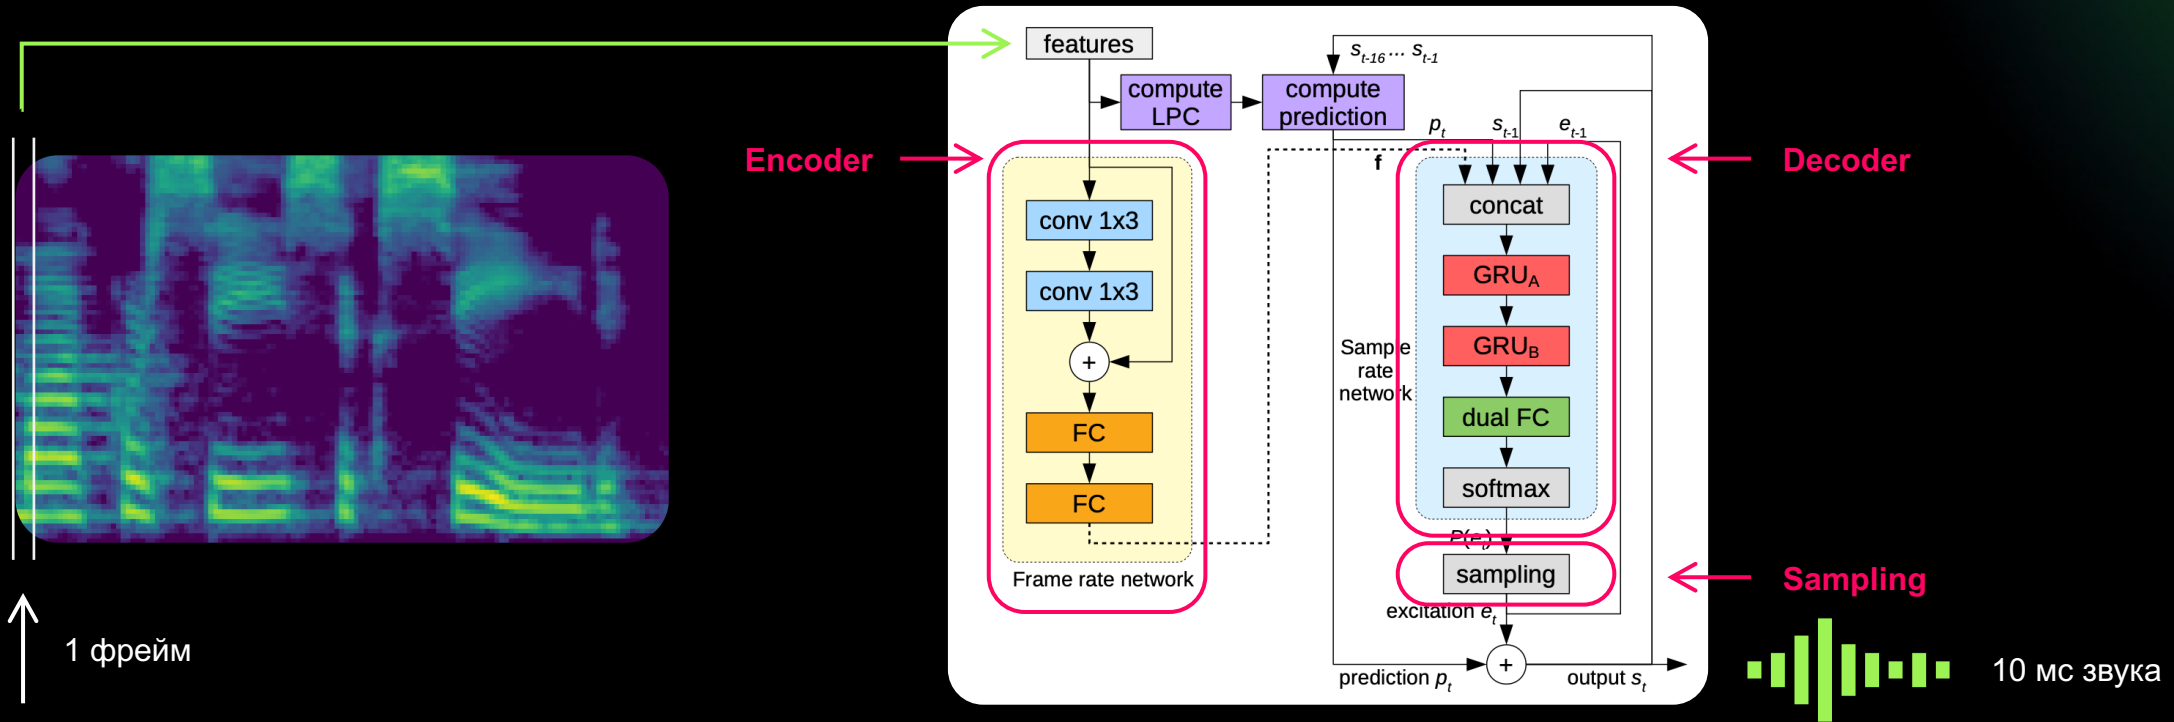 features
s_{t-16} ... s_{t-1}
compute
LPC
compute
prediction
p_t
s_{t-1}
e_{t-1}
Encoder
f
Decoder
conv 1x3
conv 1x3
+
FC
FC
Frame rate network
concat
GRU_A
GRU_B
Sample
rate
network
dual FC
softmax
P(e_t)
sampling
Sampling
excitation e_t
+
prediction p_t
output s_t
1 фрейм
10 мс звука